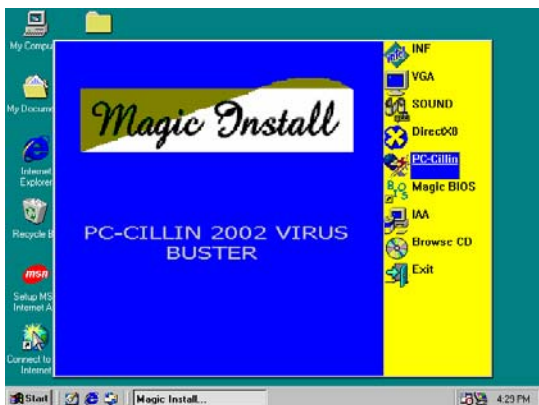 My Compu
My Docume
Internet
Explorer
Recycle B
msn
Setup MS
Internet A
Connect to
Internet
Magic Install
PC-CILLIN 2002 VIRUS
BUSTER
INF
VGA
SOUND
DirectX8
PC-Cillin
Magic BIOS
IAA
Browse CD
Exit
Start
Magic Install...
4:29 PM